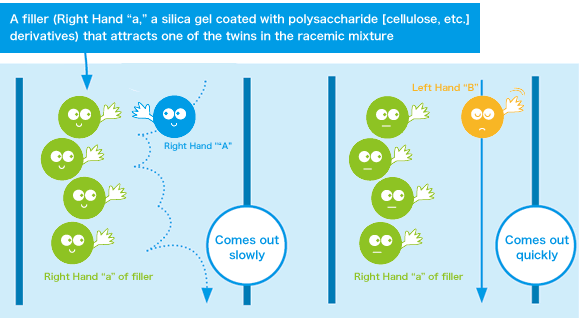 A filler (Right Hand “a,” a silica gel coated with polysaccharide [cellulose, etc.]
derivatives) that attracts one of the twins in the racemic mixture
Right Hand "“A”
Comes out
slowly
Right Hand “a” of filler
Left Hand “B”
Comes out
quickly
Right Hand “a” of filler